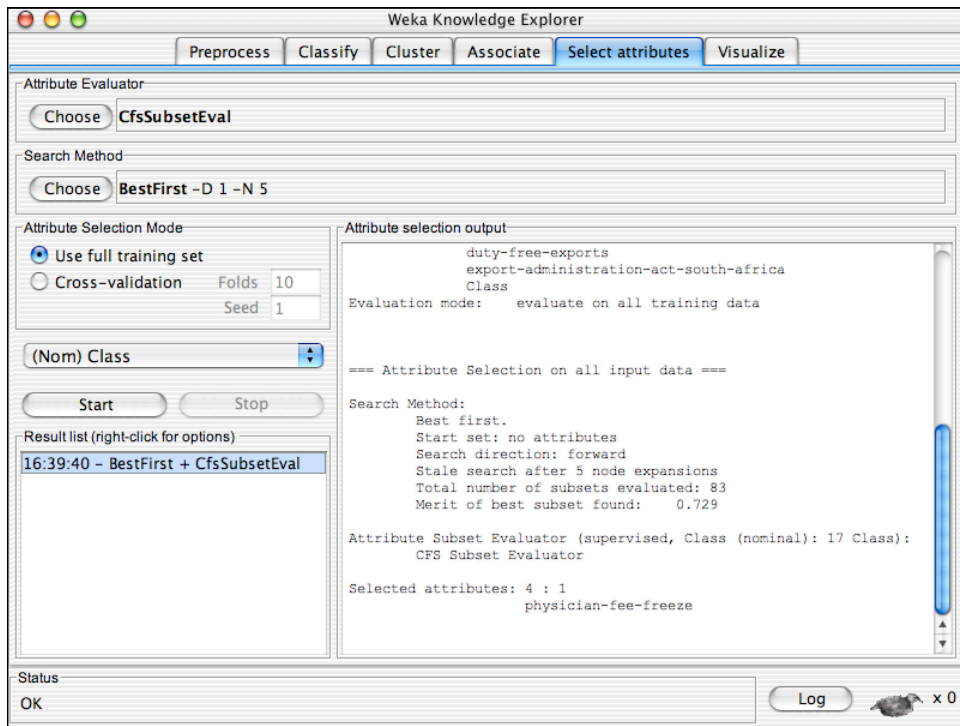 Weka Knowledge Explorer
Preprocess Classify Cluster Associate Select attributes Visualize
Attribute Evaluator
Choose CfsSubsetEval
Search Method
Choose BestFirst -D 1 -N 5
Attribute Selection Mode
Use full training set
Cross-validation Folds 10
Seed 1
(Nom) Class
Start Stop
Result list (right-click for options)
16:39:40 - BestFirst + CfsSubsetEval
Attribute selection output
duty-free-exports
export-administration-act-south-africa
Class
Evaluation mode: evaluate on all training data
=== Attribute Selection on all input data ===
Search Method:
Best first.
Start set: no attributes
Search direction: forward
Stale search after 5 node expansions
Total number of subsets evaluated: 83
Merit of best subset found: 0.729
Attribute Subset Evaluator (supervised, Class (nominal): 17 Class):
CFS Subset Evaluator
Selected attributes: 4 : 1
physician-fee-freeze
Status
OK
Log x 0